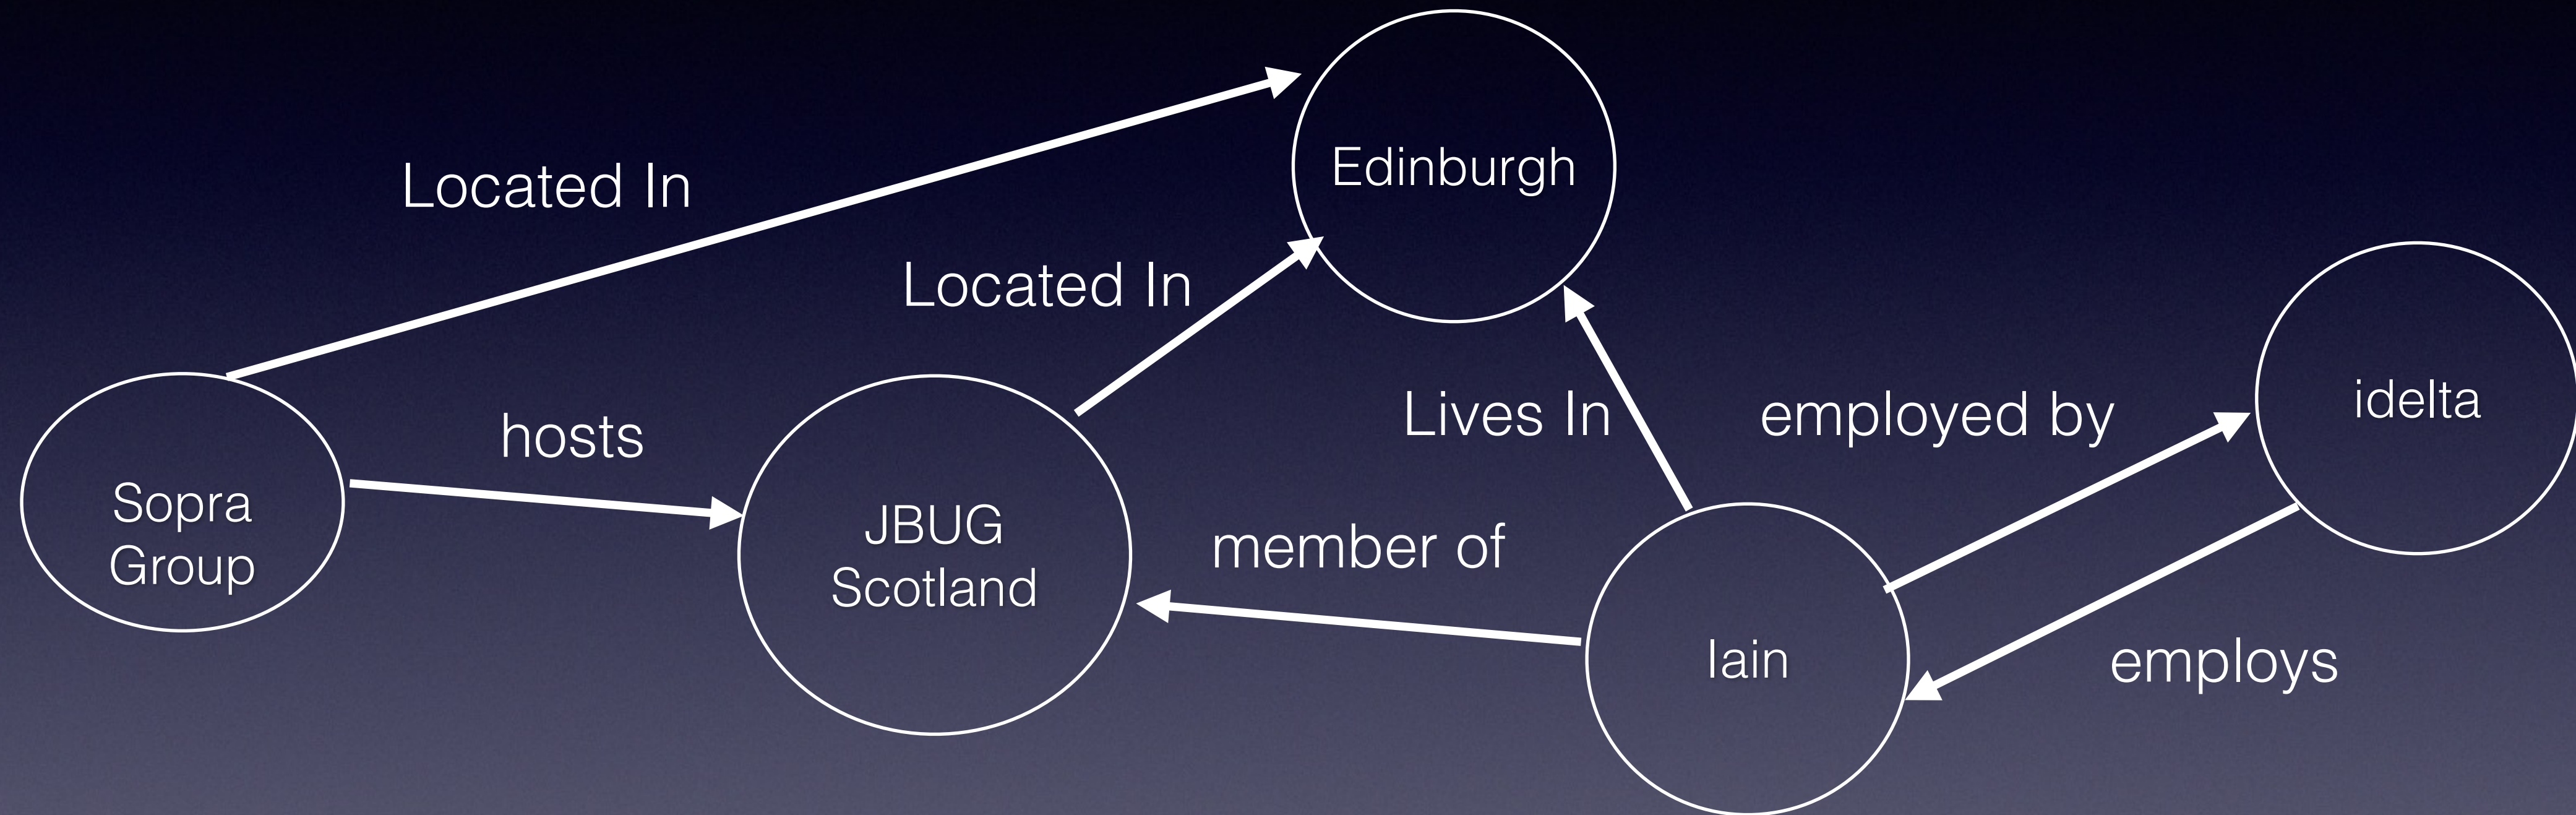 Edinburgh
Located In
Located In
idelta
Lives In
employed by
hosts
Sopra
Group
JBUG
Scotland
member of
Iain
employs